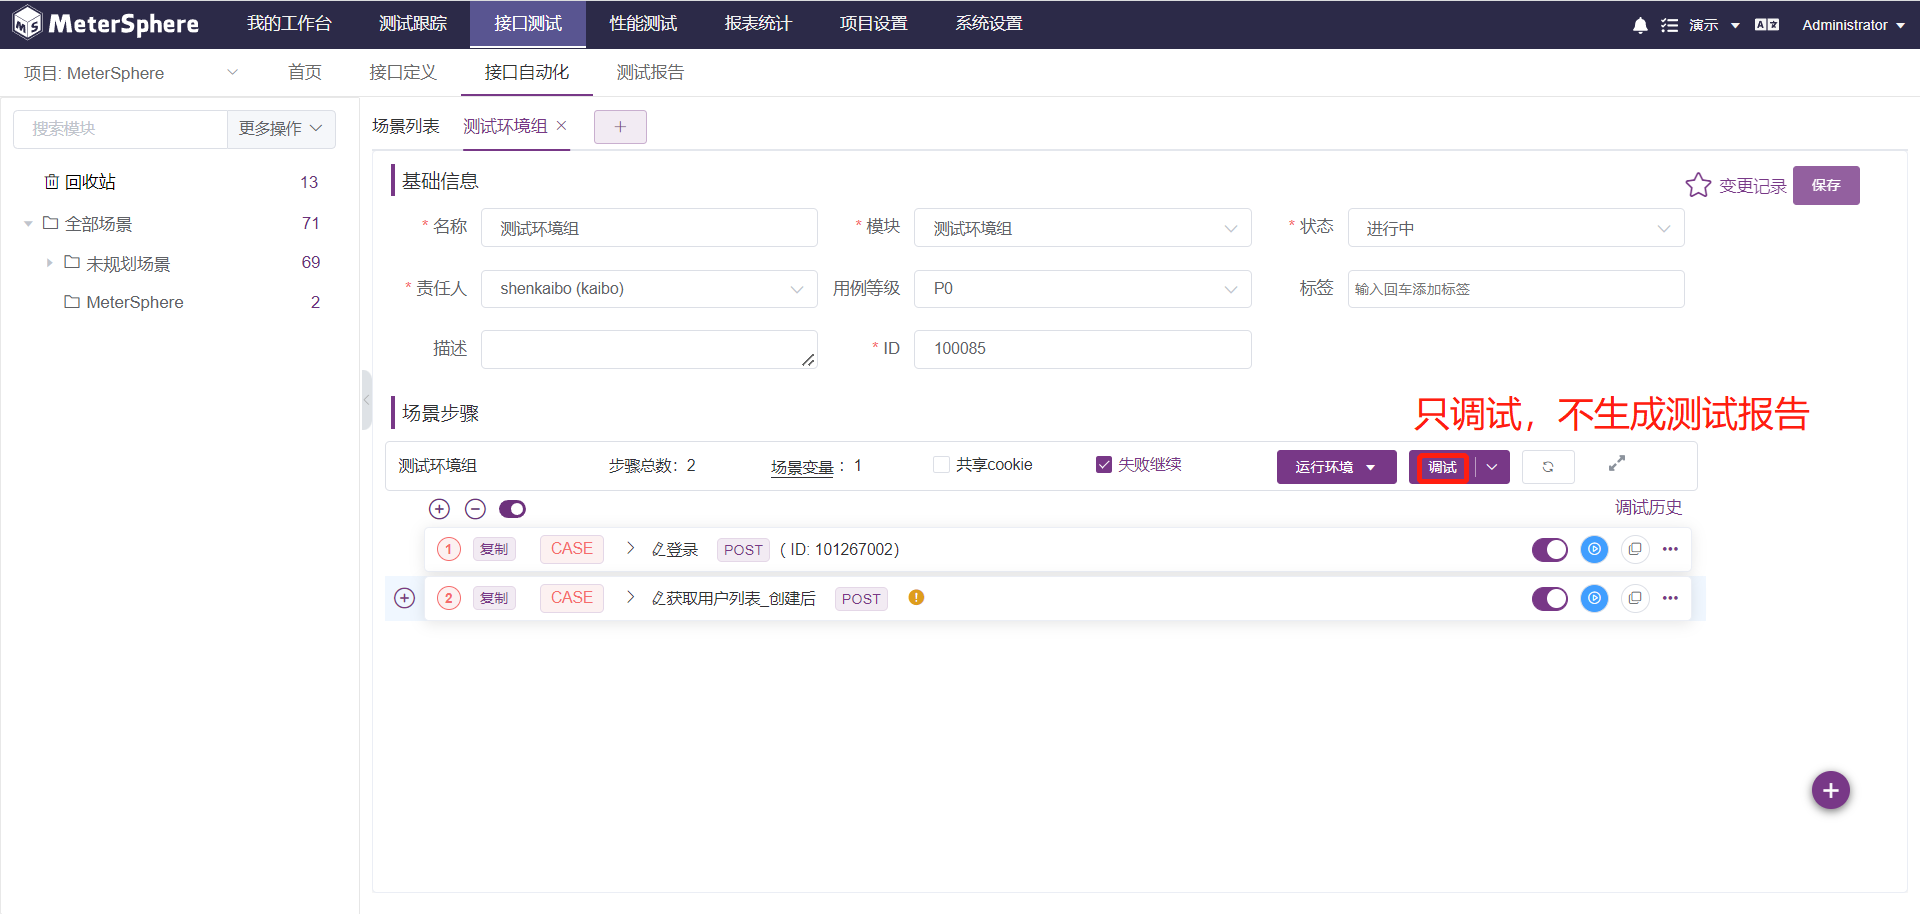 MeterSphere 我的工作台 测试跟踪 接口测试 性能测试 报表统计 项目设置 系统设置 演示 Administrator
项目: MeterSphere 首页 接口定义 接口自动化 测试报告
搜索模块 更多操作
回收站 13
全部场景 71
未规划场景 69
MeterSphere 2
场景列表 测试环境组 × +
基础信息
变更记录 保存
* 名称 测试环境组 * 模块 测试环境组 * 状态 进行中
* 责任人 shenkaibo (kaibo) 用例等级 P0 标签 输入回车添加标签
描述 * ID 100085
场景步骤
只调试，不生成测试报告
测试环境组 步骤总数：2 场景变量：1 共享cookie 失败继续 运行环境 调试
调试历史
1 复制 CASE 登录 POST ( ID: 101267002)
2 复制 CASE 获取用户列表_创建后 POST